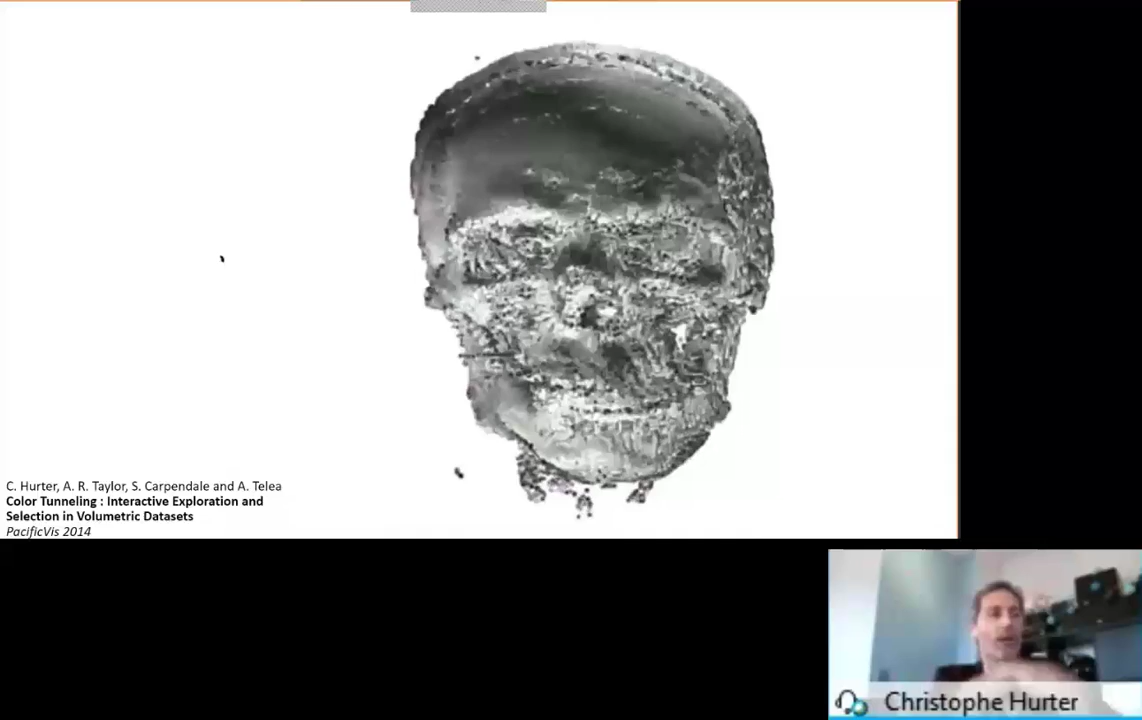 C. Hurter, A. R. Taylor, S. Carpendale and A. Telea
Color Tunneling : Interactive Exploration and
Selection in Volumetric Datasets
PacificVis 2014
Christophe Hurter